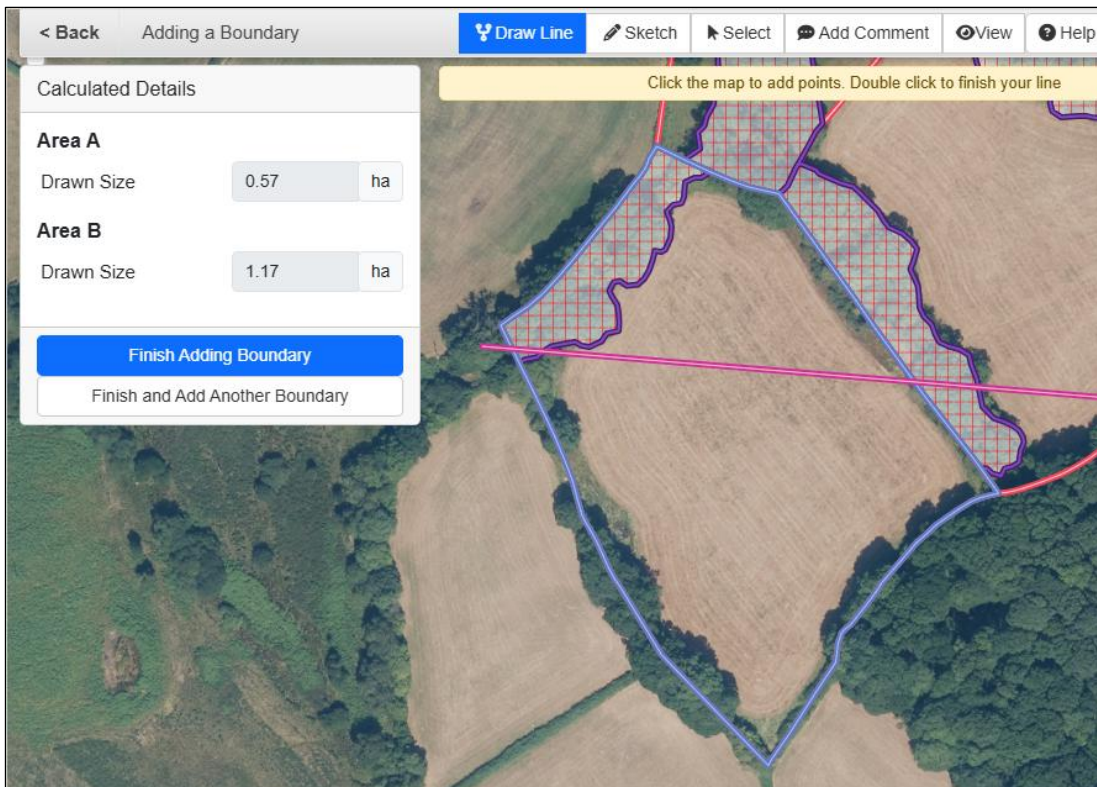 < Back Adding a Boundary Draw Line Sketch Select Add Comment View Help
Calculated Details
Click the map to add points. Double click to finish your line
Area A
Drawn Size 0.57 ha
Area B
Drawn Size 1.17 ha
Finish Adding Boundary
Finish and Add Another Boundary